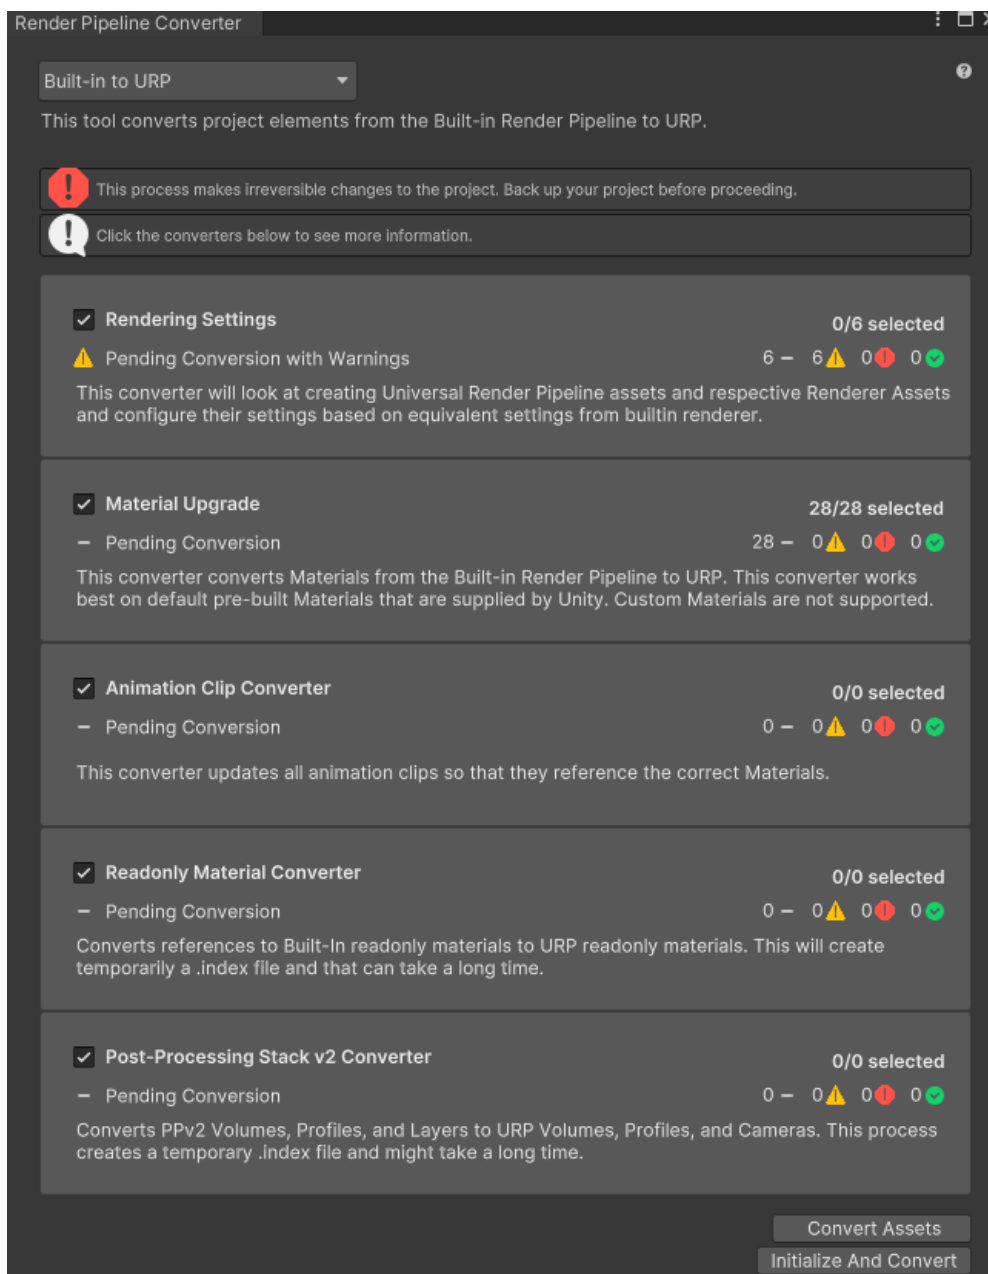 Render Pipeline Converter
Built-in to URP
This tool converts project elements from the Built-in Render Pipeline to URP.
This process makes irreversible changes to the project. Back up your project before proceeding.
Click the converters below to see more information.
Rendering Settings
0/6 selected
Pending Conversion with Warnings
6 – 6 0 0
This converter will look at creating Universal Render Pipeline assets and respective Renderer Assets
and configure their settings based on equivalent settings from builtin renderer.
Material Upgrade
28/28 selected
Pending Conversion
28 – 0 0 0
This converter converts Materials from the Built-in Render Pipeline to URP. This converter works
best on default pre-built Materials that are supplied by Unity. Custom Materials are not supported.
Animation Clip Converter
0/0 selected
Pending Conversion
0 – 0 0 0
This converter updates all animation clips so that they reference the correct Materials.
Readonly Material Converter
0/0 selected
Pending Conversion
0 – 0 0 0
Converts references to Built-In readonly materials to URP readonly materials. This will create
temporarily a .index file and that can take a long time.
Post-Processing Stack v2 Converter
0/0 selected
Pending Conversion
0 – 0 0 0
Converts PPv2 Volumes, Profiles, and Layers to URP Volumes, Profiles, and Cameras. This process
creates a temporary .index file and might take a long time.
Convert Assets
Initialize And Convert